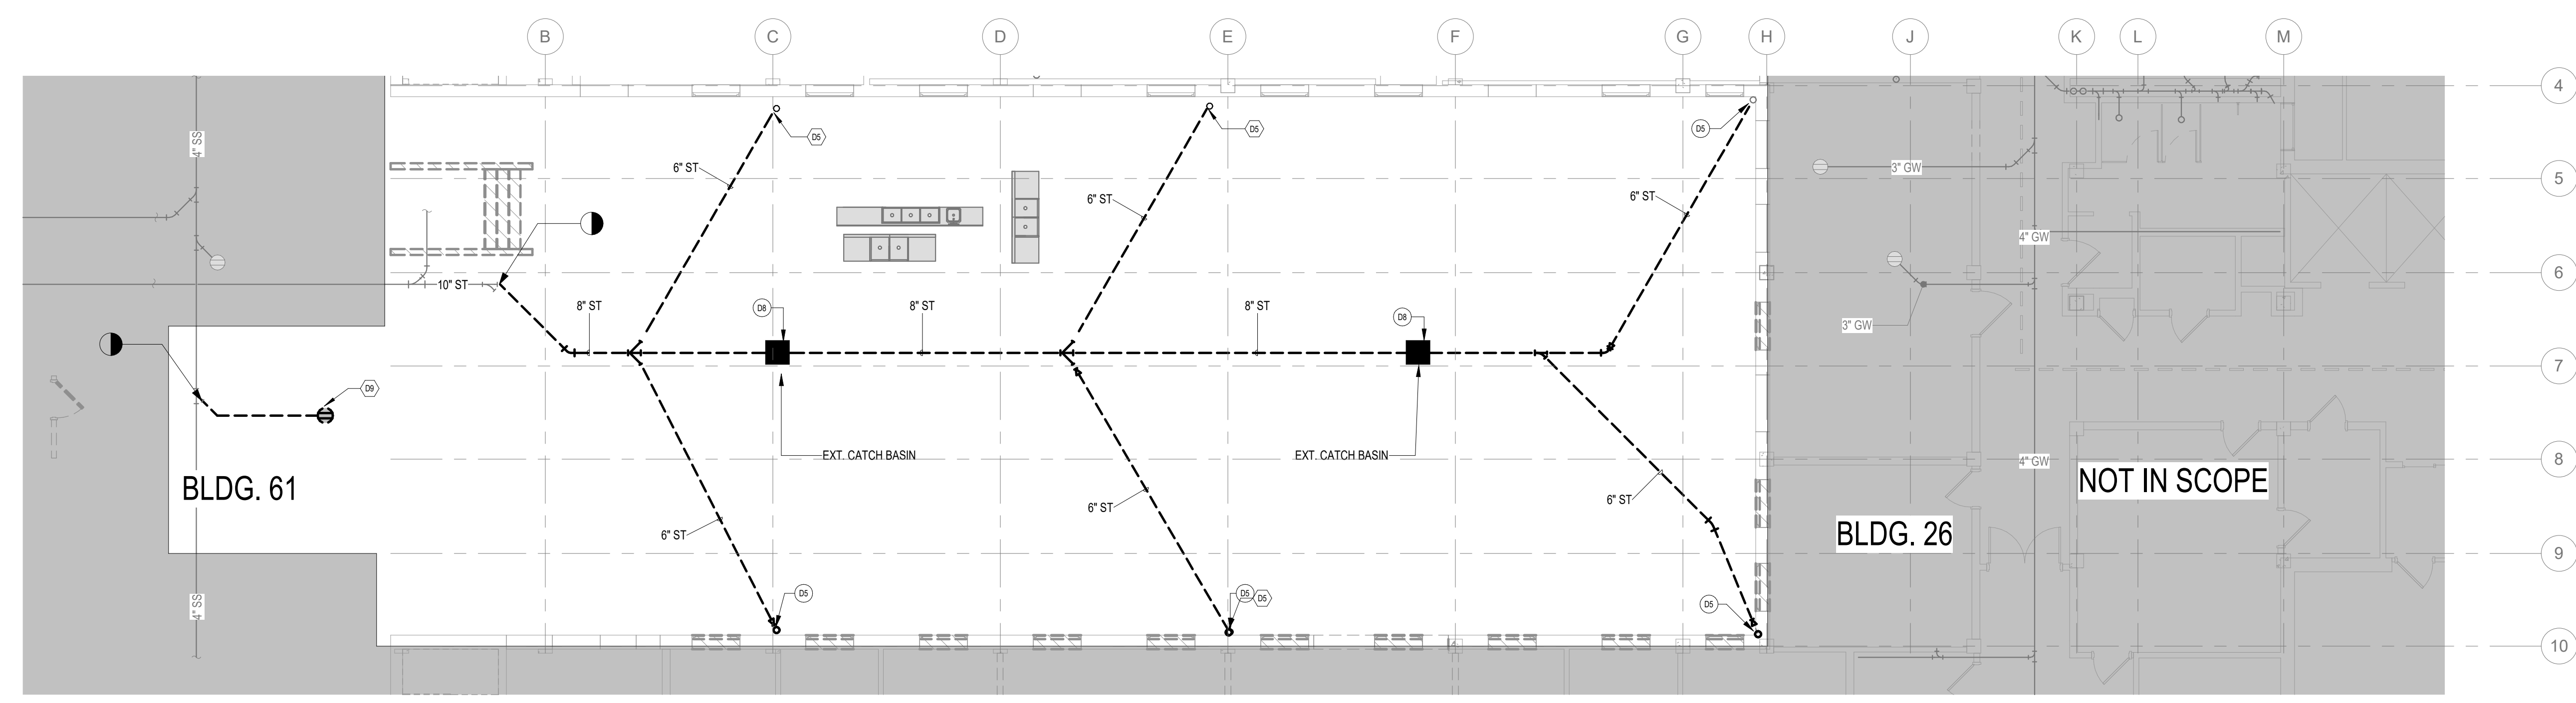 B
C
D
E
F
G
H
J
K
L
M
4
4" SS
D5
D5
D5
6" ST
6" ST
6" ST
3" GW
5
4" GW
10" ST
6
8" ST
D8
8" ST
8" ST
D8
3" GW
7
D9
EXT. CATCH BASIN
EXT. CATCH BASIN
4" GW
8
BLDG. 61
NOT IN SCOPE
6" ST
6" ST
6" ST
BLDG. 26
9
4" SS
D5
D5
D5
D5
10